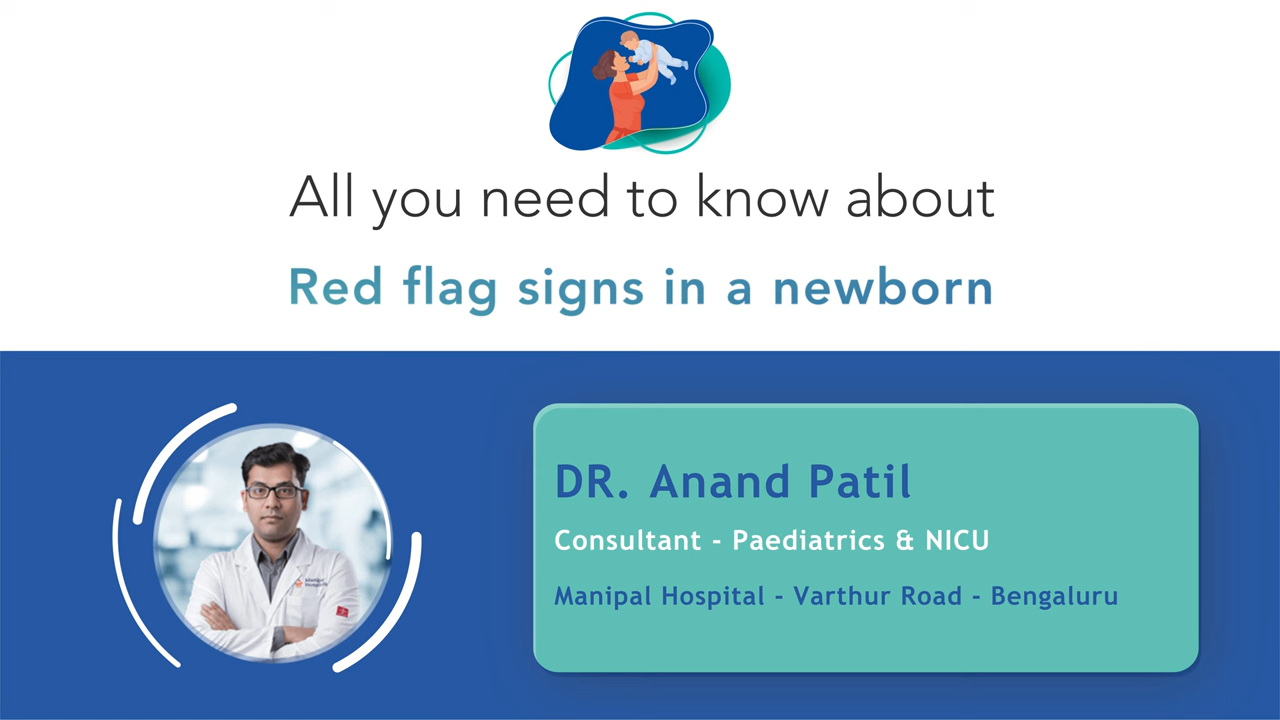 All you need to know about
Red flag signs in a newborn
DR. Anand Patil
Consultant - Paediatrics & NICU
Manipal Hospital - Varthur Road - Bengaluru